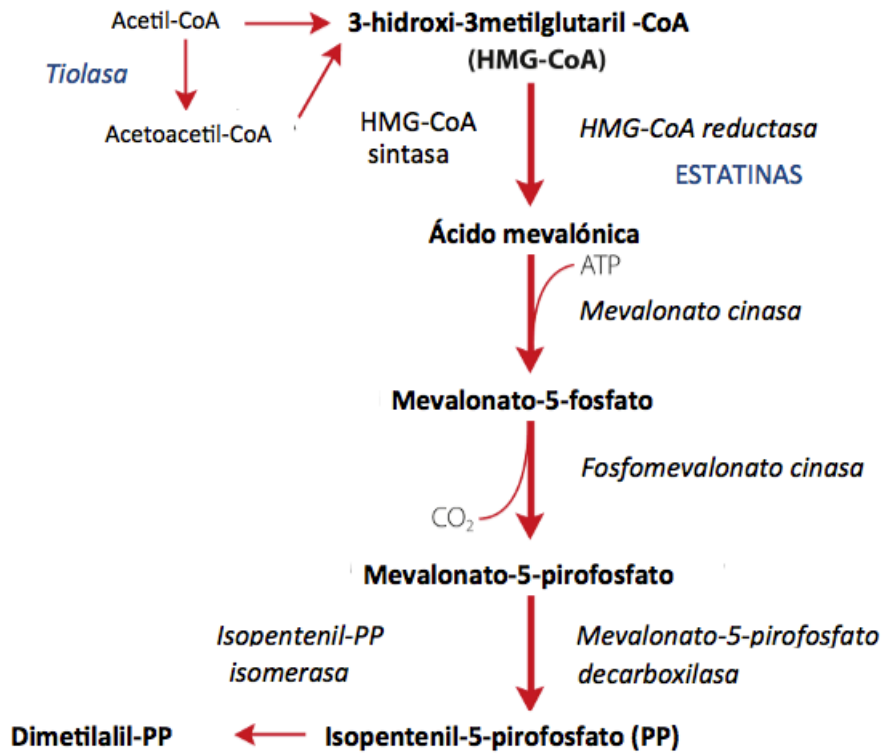 Acetil-CoA
3-hidroxi-3metilglutaril -CoA
(HMG-CoA)
Tiolasa
Acetoacetil-CoA
HMG-CoA
sintasa
HMG-CoA reductasa
ESTATINAS
Ácido mevalónica
ATP
Mevalonato cinasa
Mevalonato-5-fosfato
Fosfomevalonato cinasa
CO₂
Mevalonato-5-pirofosfato
Isopentenil-PP
isomerasa
Mevalonato-5-pirofosfato
decarboxilasa
Dimetilalil-PP
Isopentenil-5-pirofosfato (PP)